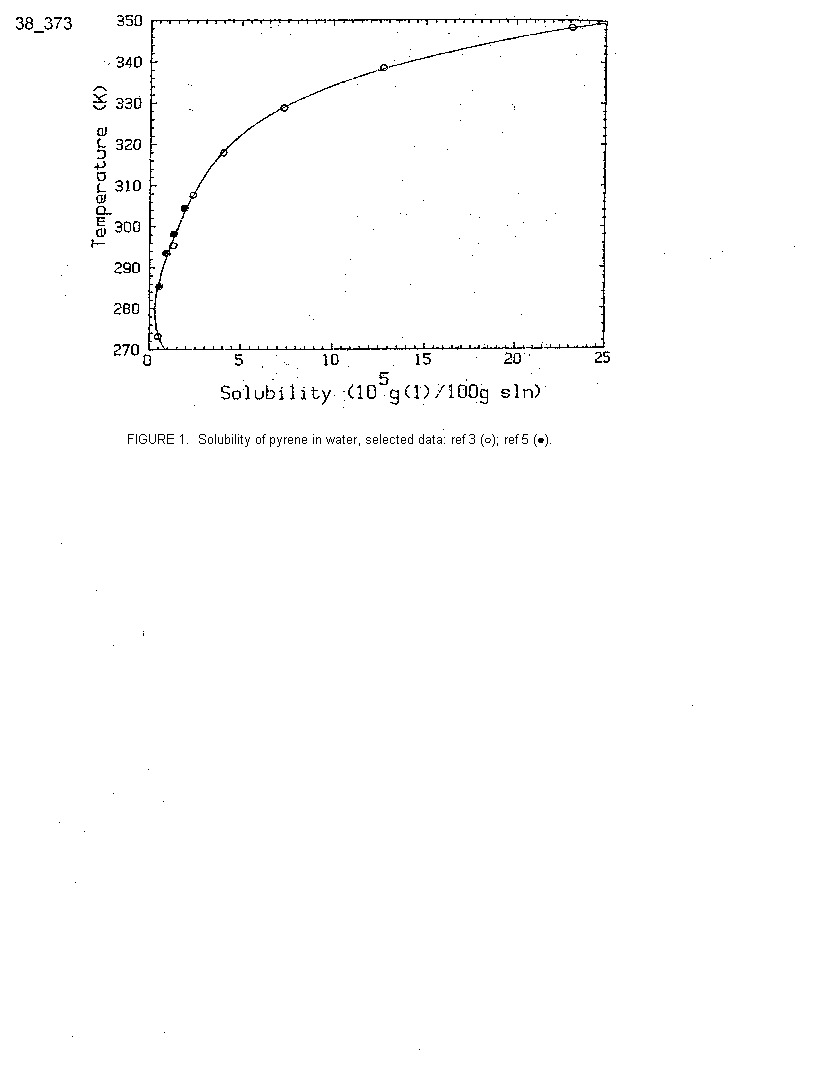 38_373
350
340
330
320
310
300
290
280
270
Temperature (K)
0 5 10 15 20 25
5
Solubility (10 g(1)/100g sln)
FIGURE 1. Solubility of pyrene in water, selected data: ref 3 (o); ref 5 (●).